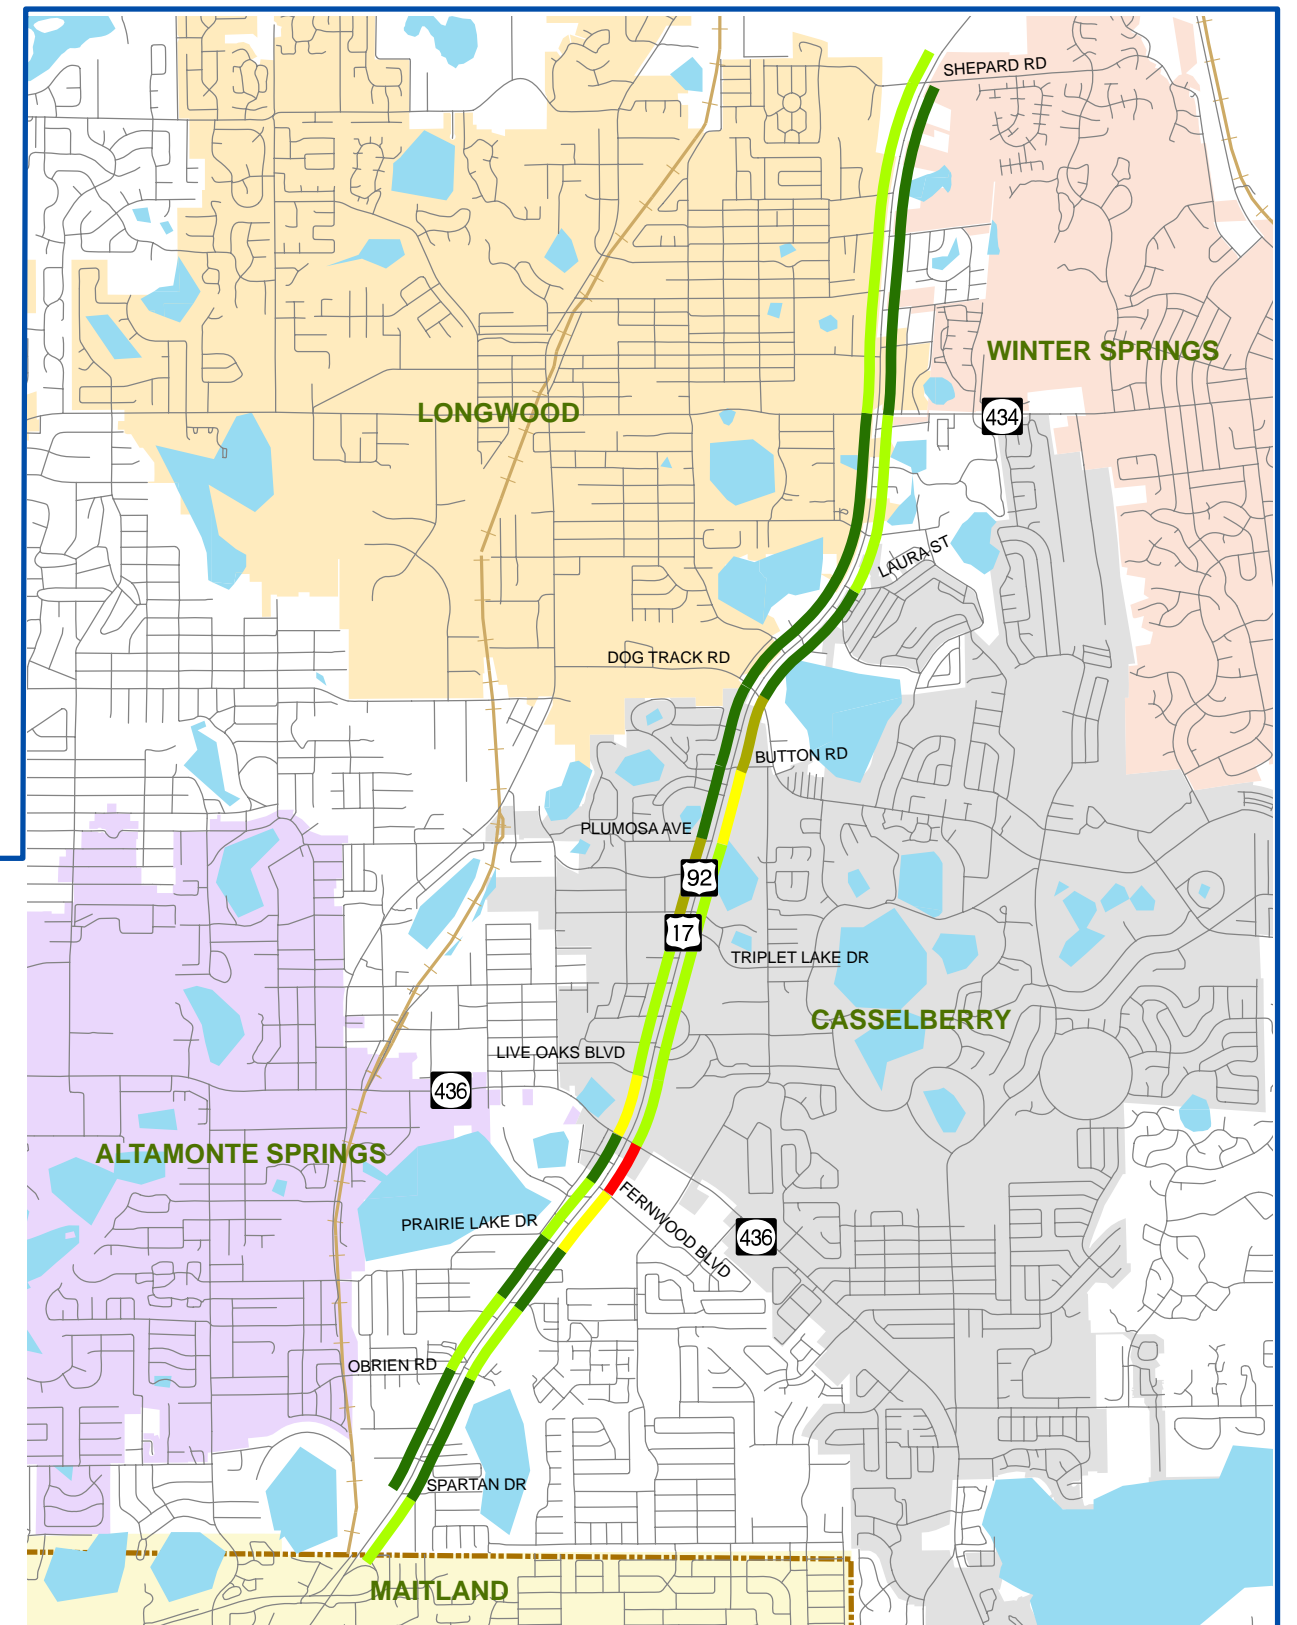 SHEPARD RD
WINTER SPRINGS
LONGWOOD
434
LAURA ST
DOG TRACK RD
BUTTON RD
PLUMOSA AVE
92
17
TRIPLET LAKE DR
CASSELBERRY
LIVE OAKS BLVD
436
ALTAMONTE SPRINGS
FERNWOOD BLVD
PRAIRIE LAKE DR
436
OBRIEN RD
SPARTAN DR
MAITLAND